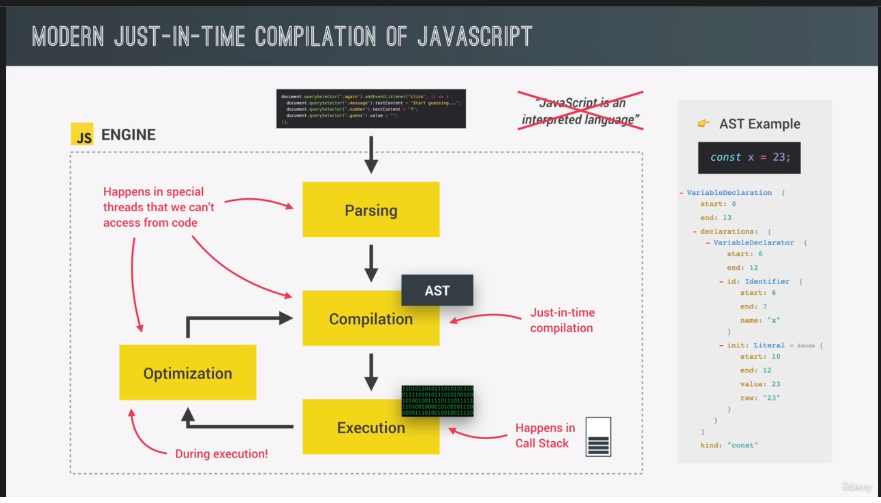 MODERN JUST-IN-TIME COMPILATION OF JAVASCRIPT
document.querySelector(".again").addEventListener("click", () => {
document.querySelector(".message").textContent = "Start guessing...";
document.querySelector(".number").textContent = "?";
document.querySelector(".guess").value = "";
});
"JavaScript is an
interpreted language"
JS ENGINE
Happens in special
threads that we can't
access from code
Parsing
AST
Compilation
Just-in-time
compilation
Optimization
Execution
Happens in
Call Stack
During execution!
👉 AST Example
const x = 23;
- VariableDeclaration {
start: 0
end: 13
- declarations: [
- VariableDeclarator {
start: 6
end: 12
- id: Identifier {
start: 6
end: 7
name: "x"
}
- init: Literal = $node {
start: 10
end: 12
value: 23
raw: "23"
}
}
]
kind: "const"
Udemy